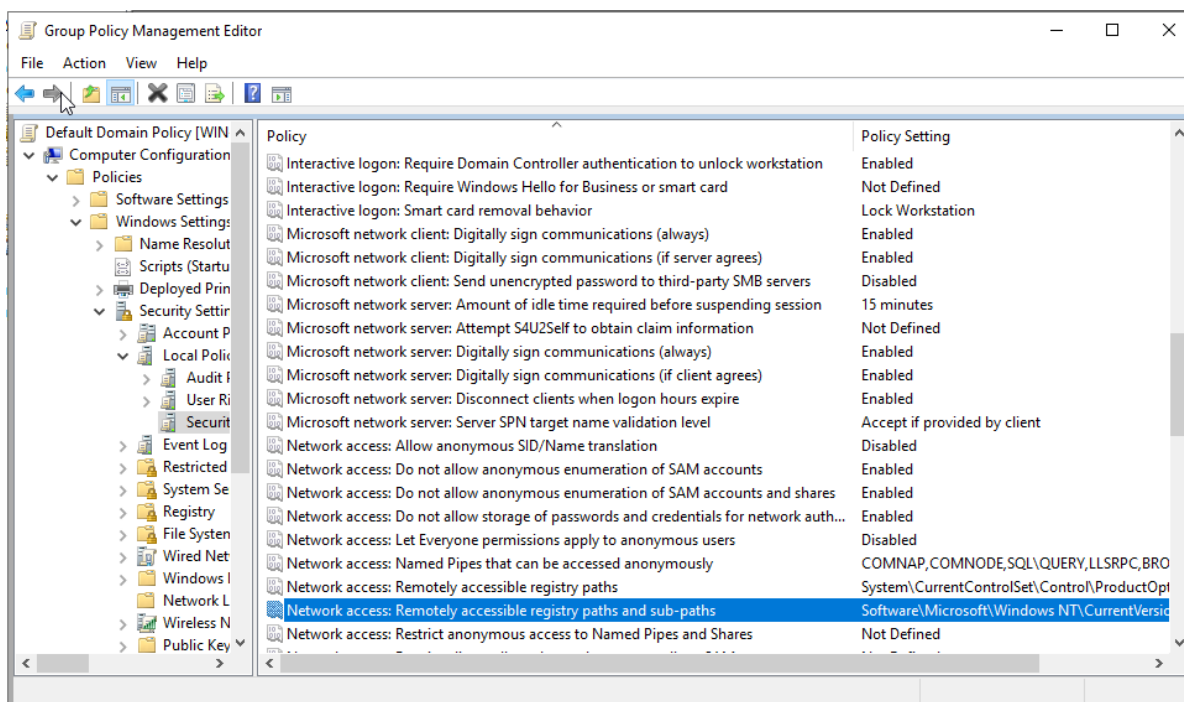 Group Policy Management Editor
File Action View Help
Default Domain Policy [WIN
Computer Configuration
Policies
Software Settings
Windows Settings
Name Resolut
Scripts (Startu
Deployed Prin
Security Settin
Account P
Local Polic
Audit P
User Ri
Securit
Event Log
Restricted
System Se
Registry
File System
Wired Net
Windows
Network L
Wireless N
Public Key
Policy Policy Setting
Interactive logon: Require Domain Controller authentication to unlock workstation Enabled
Interactive logon: Require Windows Hello for Business or smart card Not Defined
Interactive logon: Smart card removal behavior Lock Workstation
Microsoft network client: Digitally sign communications (always) Enabled
Microsoft network client: Digitally sign communications (if server agrees) Enabled
Microsoft network client: Send unencrypted password to third-party SMB servers Disabled
Microsoft network server: Amount of idle time required before suspending session 15 minutes
Microsoft network server: Attempt S4U2Self to obtain claim information Not Defined
Microsoft network server: Digitally sign communications (always) Enabled
Microsoft network server: Digitally sign communications (if client agrees) Enabled
Microsoft network server: Disconnect clients when logon hours expire Enabled
Microsoft network server: Server SPN target name validation level Accept if provided by client
Network access: Allow anonymous SID/Name translation Disabled
Network access: Do not allow anonymous enumeration of SAM accounts Enabled
Network access: Do not allow anonymous enumeration of SAM accounts and shares Enabled
Network access: Do not allow storage of passwords and credentials for network auth... Enabled
Network access: Let Everyone permissions apply to anonymous users Disabled
Network access: Named Pipes that can be accessed anonymously COMNAP,COMNODE,SQL\QUERY,LLSRPC,BRO
Network access: Remotely accessible registry paths System\CurrentControlSet\Control\ProductOpt
Network access: Remotely accessible registry paths and sub-paths Software\Microsoft\Windows NT\CurrentVersio
Network access: Restrict anonymous access to Named Pipes and Shares Not Defined